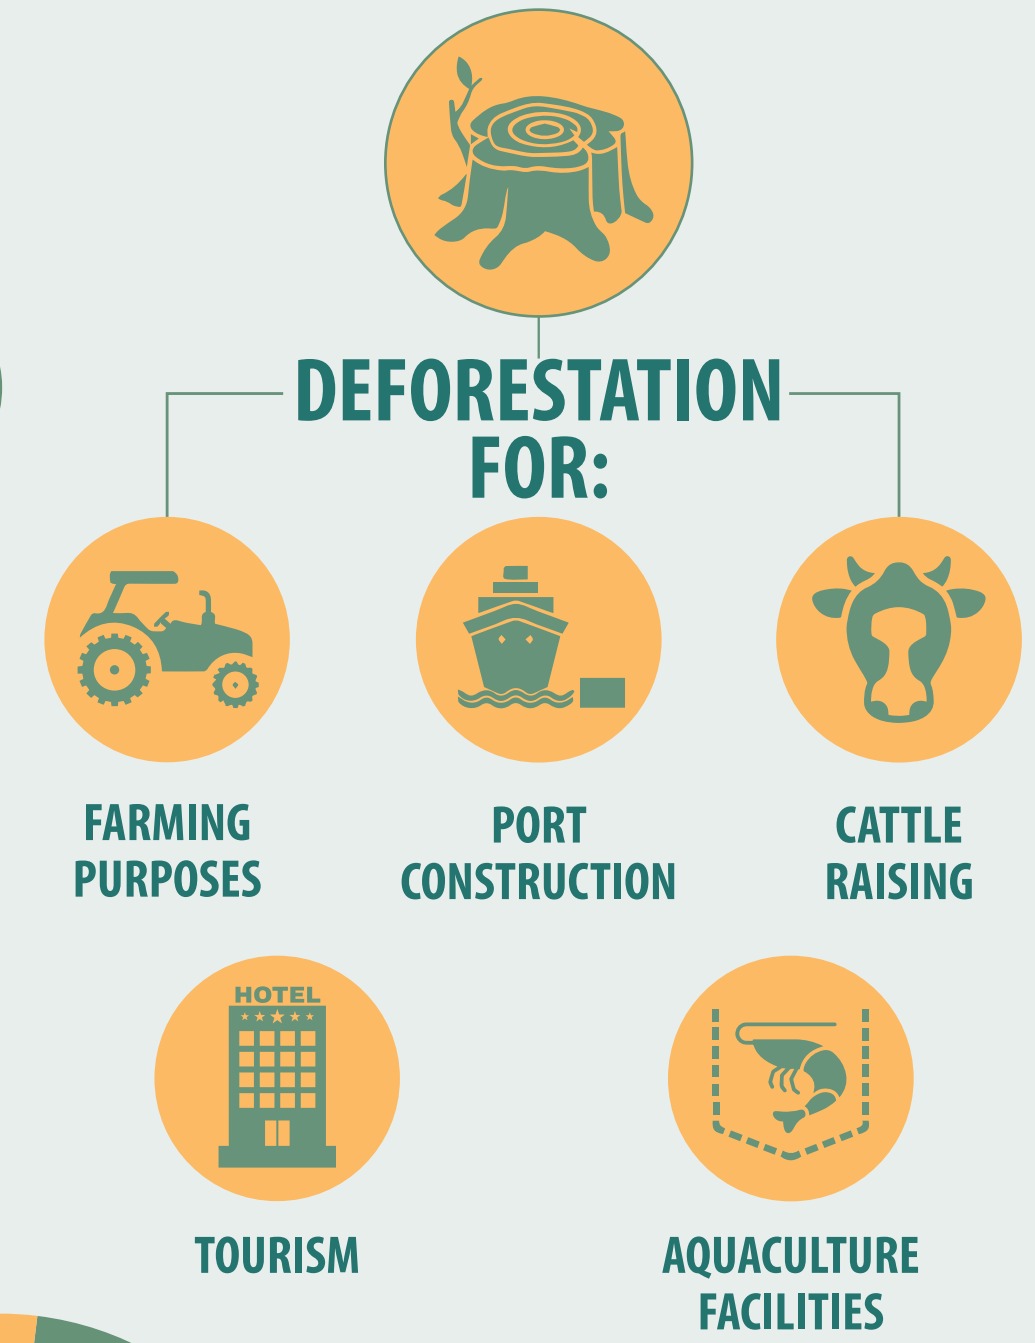 DEFORESTATION
FOR:
FARMING
PURPOSES
PORT
CONSTRUCTION
CATTLE
RAISING
HOTEL
TOURISM
AQUACULTURE
FACILITIES